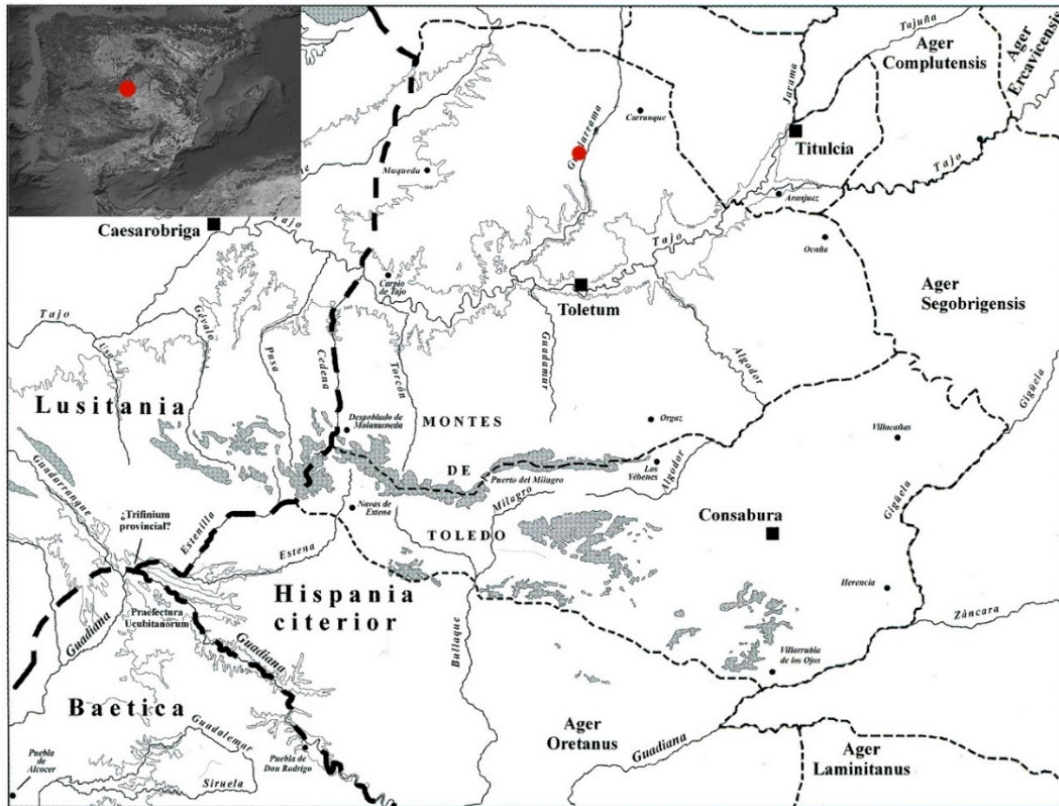 Tajuña
Ager
Complutensis
Ager
Ercavicensis
Jarama
Guadarrama
Carranque
Titulcia
Maqueda
Tajo
Aranjuez
Caesarobriga
Tajo
Tajo
Ocaña
Carpio
de Tajo
Toletum
Ager
Segobrigensis
Tajo
Uso
Gévalo
Pusa
Cedena
Torcón
Guadamur
Algodor
Gigüela
Lusitania
Despoblado de
Malamoneda
MONTES
Orgaz
Villacañas
DE
Puerto del Milagro
Los
Yébenes
Algodor
Milagro
Guadarranque
Navas de
Estena
Gigüela
¿Trifinium
provincial?
Estenilla
Estena
TOLEDO
Consabura
Hispania
citerior
Herencia
Záncara
Praefectura
Ucubitanorum
Guadiana
Guadiana
Bullaque
Villarrubia
de los Ojos
Baetica
Guadalemar
Ager
Oretanus
Guadiana
Puebla
de
Alcocer
Siruela
Puebla de
Don Rodrigo
Ager
Laminitanus